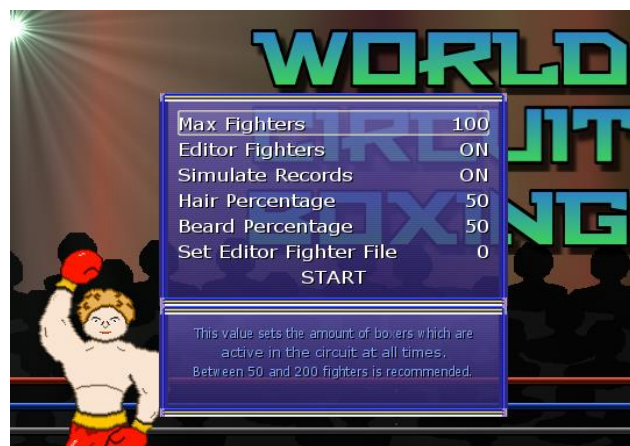 WORLD
CIRCUIT
BOXING
Max Fighters 100
Editor Fighters ON
Simulate Records ON
Hair Percentage 50
Beard Percentage 50
Set Editor Fighter File 0
START
This value sets the amount of boxers which are
active in the circuit at all times.
Between 50 and 200 fighters is recommended.